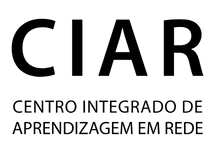 CIAR
CENTRO INTEGRADO DE
APRENDIZAGEM EM REDE